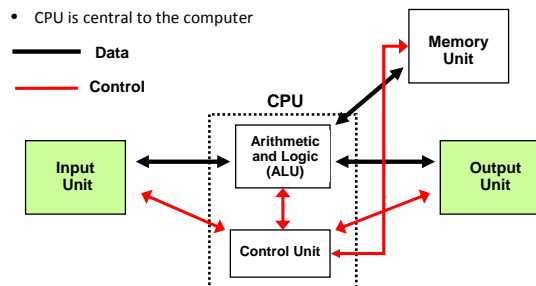 • CPU is central to the computer
Data
Control
Memory
Unit
CPU
Arithmetic
and Logic
(ALU)
Input
Unit
Output
Unit
Control Unit